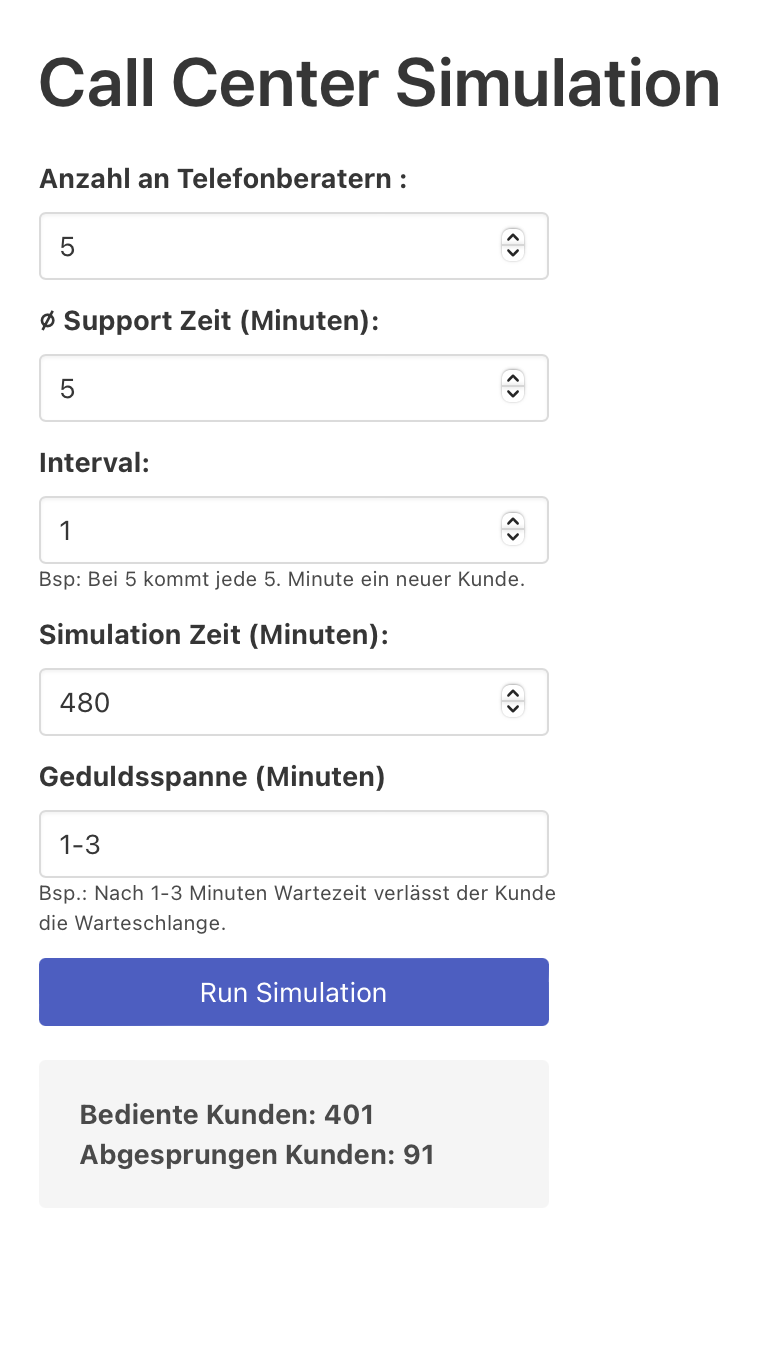 Call Center Simulation
Anzahl an Telefonberatern :
5
⌀ Support Zeit (Minuten):
5
Interval:
1
Bsp: Bei 5 kommt jede 5. Minute ein neuer Kunde.
Simulation Zeit (Minuten):
480
Geduldsspanne (Minuten)
1-3
Bsp.: Nach 1-3 Minuten Wartezeit verlässt der Kunde
die Warteschlange.
Run Simulation
Bediente Kunden: 401
Abgesprungen Kunden: 91